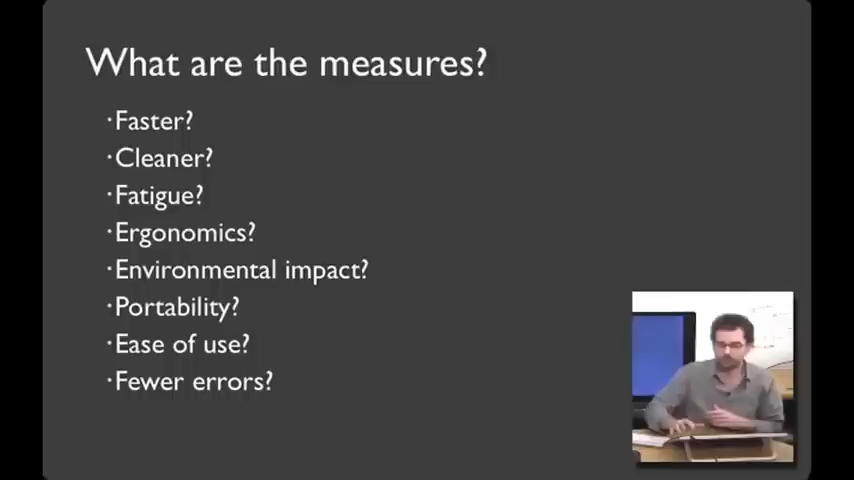 What are the measures?
·Faster?
·Cleaner?
·Fatigue?
·Ergonomics?
·Environmental impact?
·Portability?
·Ease of use?
·Fewer errors?